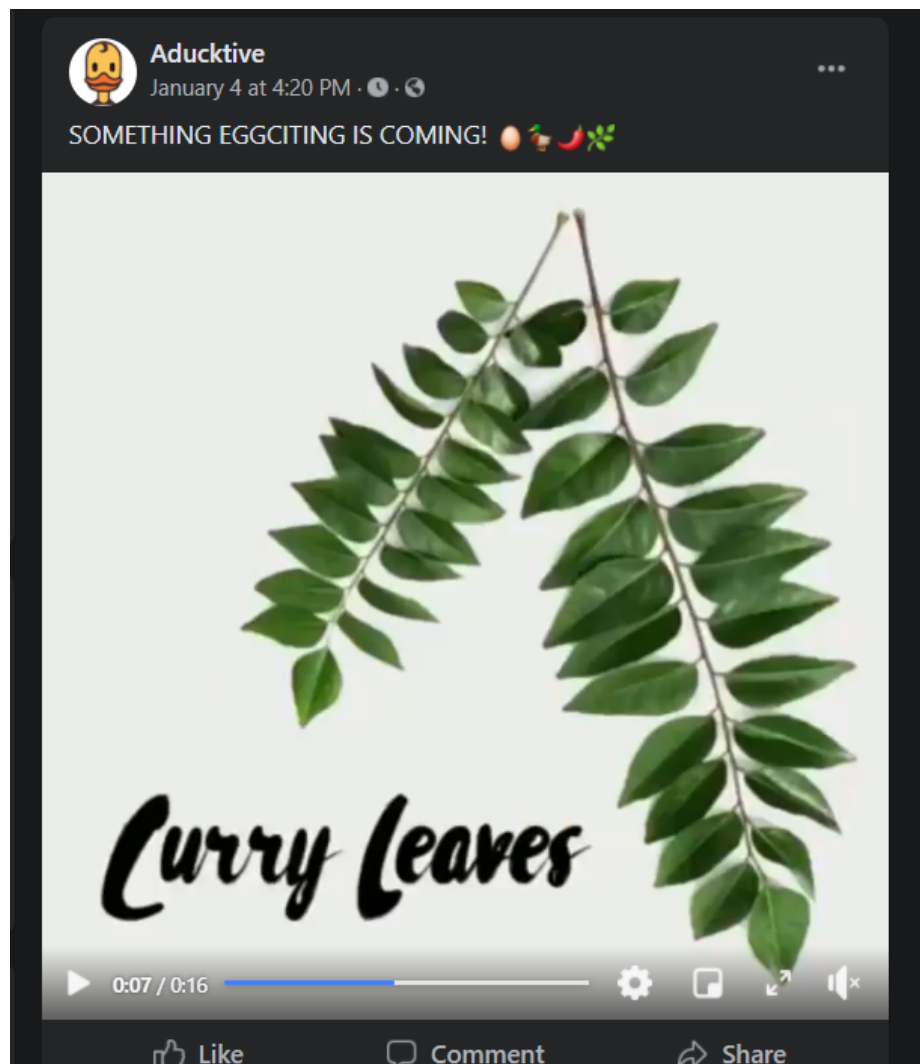 Aducktive
January 4 at 4:20 PM ·
SOMETHING EGGCITING IS COMING! 🥚🦆🌶️🌿
Curry Leaves
0:07 / 0:16
Like Comment Share